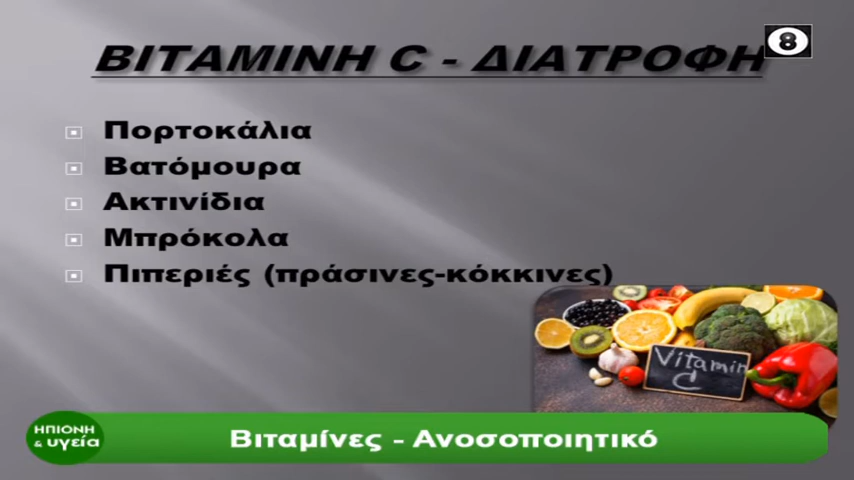 ΒΙΤΑΜΙΝΗ C - ΔΙΑΤΡΟΦΗ
8
Πορτοκάλια
Βατόμουρα
Ακτινίδια
Μπρόκολα
Πιπεριές (πράσινες-κόκκινες)
Vitamin
C
ΗΠΙΟΝΗ
& υγεία
Βιταμίνες - Ανοσοποιητικό